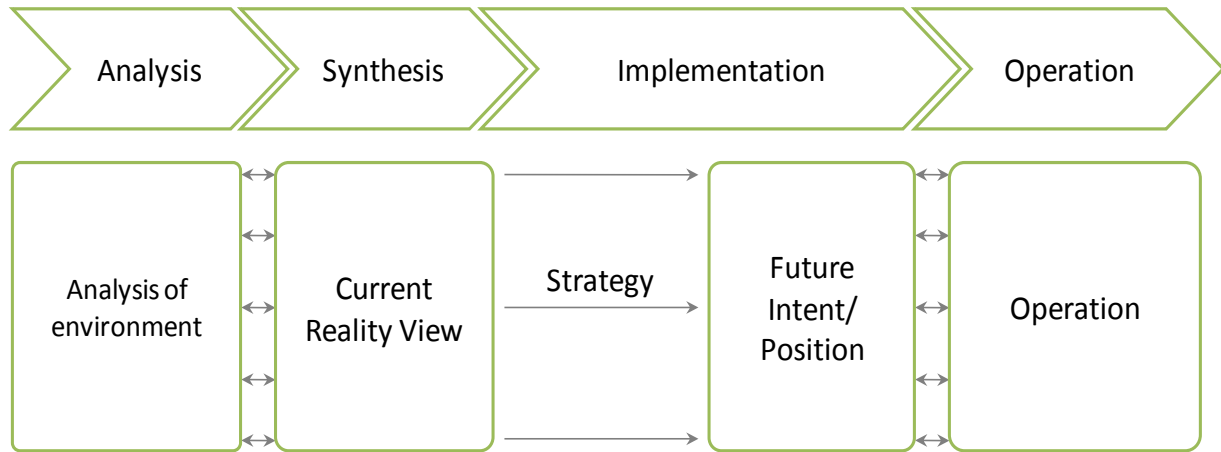 Analysis
Synthesis
Implementation
Operation
Analysis of
environment
Current
Reality View
Strategy
Future
Intent/
Position
Operation